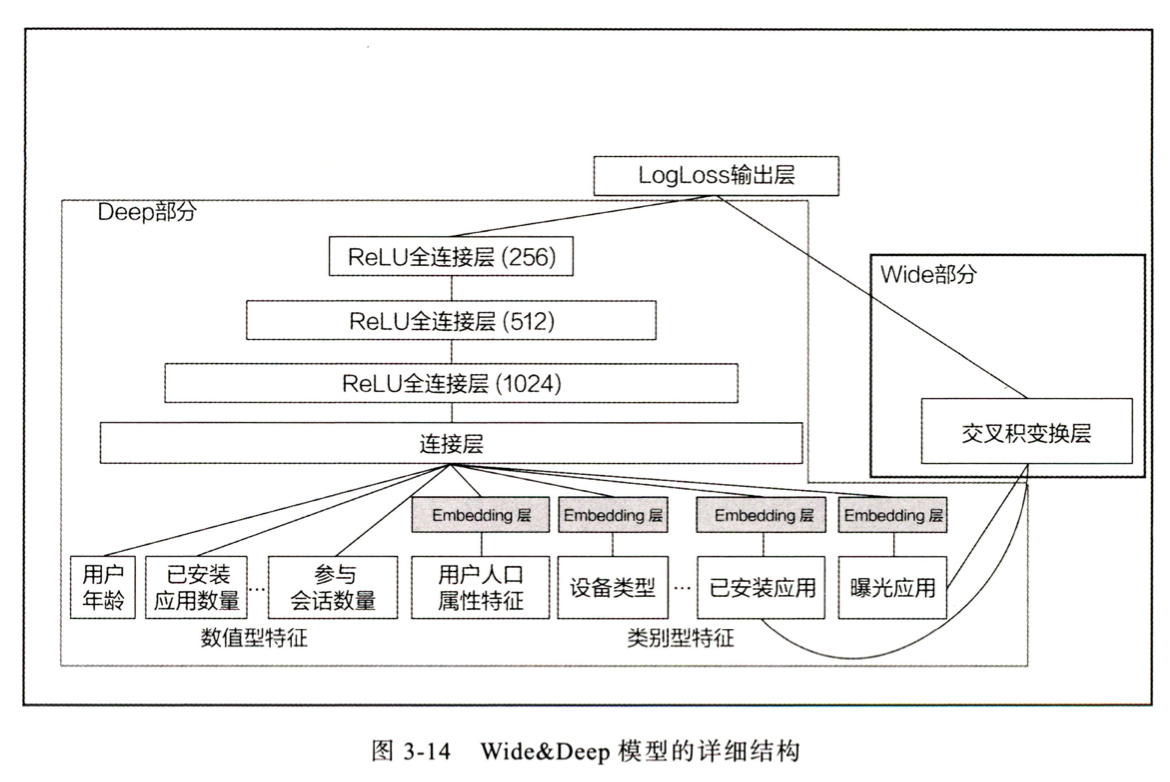 LogLoss输出层
Deep部分
ReLU全连接层 (256)
Wide部分
ReLU全连接层 (512)
ReLU全连接层 (1024)
交叉积变换层
连接层
Embedding 层
Embedding 层
Embedding 层
Embedding 层
用户
年龄
已安装
应用数量
...
参与
会话数量
用户人口
属性特征
设备类型
...
已安装应用
曝光应用
数值型特征
类别型特征
图 3-14 Wide&Deep 模型的详细结构